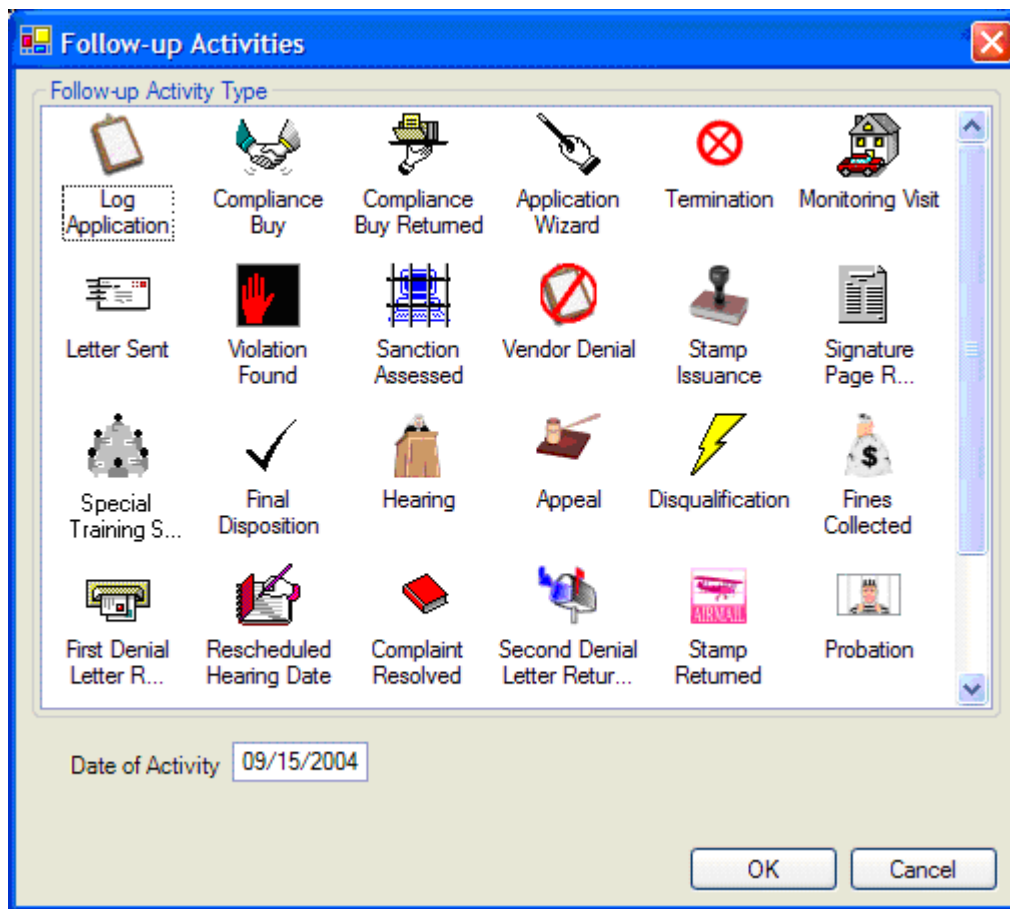 Follow-up Activities
Follow-up Activity Type
Log Application
Compliance Buy
Compliance Buy Returned
Application Wizard
Termination
Monitoring Visit
Letter Sent
Violation Found
Sanction Assessed
Vendor Denial
Stamp Issuance
Signature Page R...
$
Special Training S...
Final Disposition
Hearing
Appeal
Disqualification
Fines Collected
AIRMAIL
First Denial Letter R...
Rescheduled Hearing Date
Complaint Resolved
Second Denial Letter Retur...
Stamp Returned
Probation
Date of Activity 09/15/2004
OK Cancel